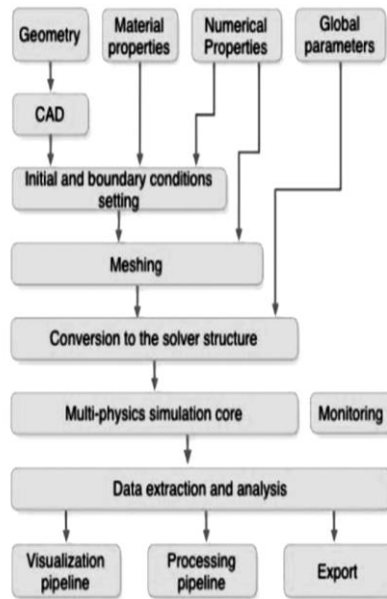 Geometry
Material
properties
Numerical
Properties
Global
parameters
CAD
Initial and boundary conditions
setting
Meshing
Conversion to the solver structure
Multi-physics simulation core
Monitoring
Data extraction and analysis
Visualization
pipeline
Processing
pipeline
Export